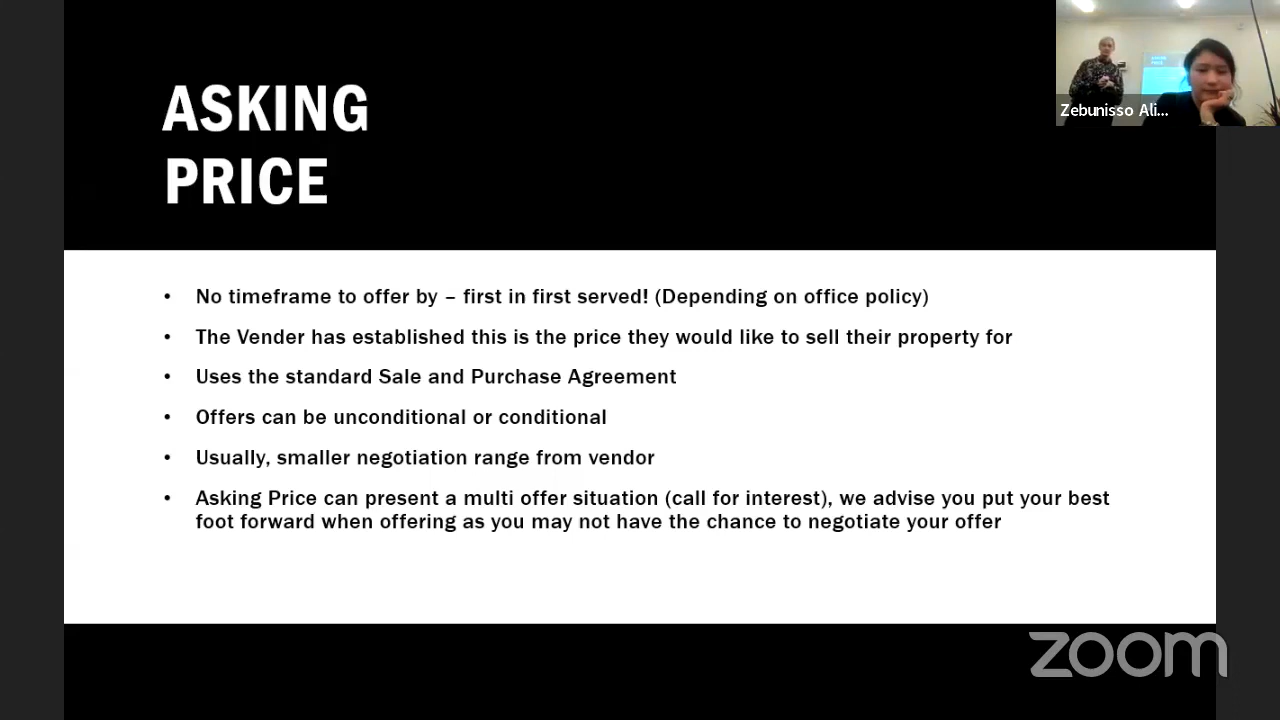 ASKING
PRICE
Zebunisso Ali...
• No timeframe to offer by – first in first served! (Depending on office policy)
• The Vender has established this is the price they would like to sell their property for
• Uses the standard Sale and Purchase Agreement
• Offers can be unconditional or conditional
• Usually, smaller negotiation range from vendor
• Asking Price can present a multi offer situation (call for interest), we advise you put your best
foot forward when offering as you may not have the chance to negotiate your offer
zoom